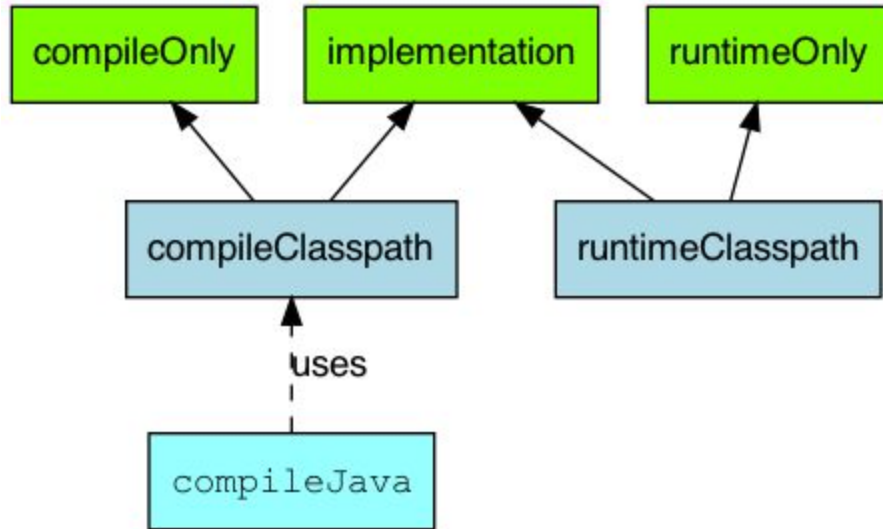 compileOnly
implementation
runtimeOnly
compileClasspath
runtimeClasspath
uses
compileJava